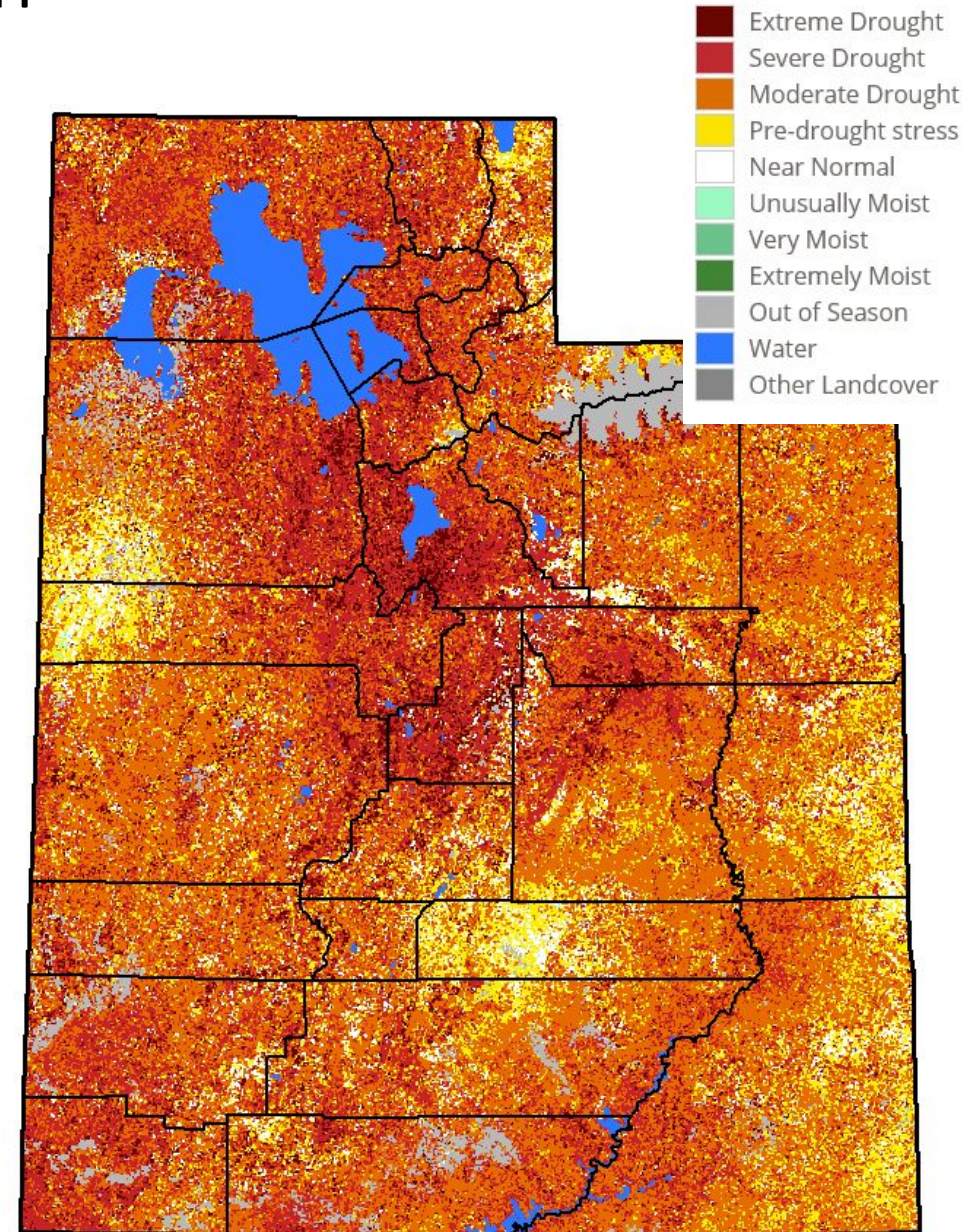 Extreme Drought
Severe Drought
Moderate Drought
Pre-drought stress
Near Normal
Unusually Moist
Very Moist
Extremely Moist
Out of Season
Water
Other Landcover